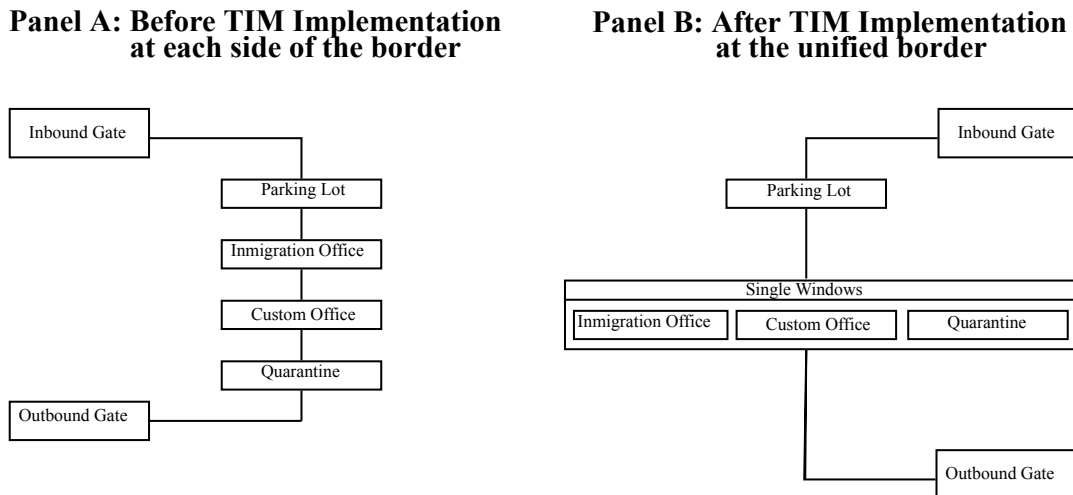 Panel A: Before TIM Implementation
at each side of the border
Inbound Gate
Parking Lot
Inmigration Office
Custom Office
Quarantine
Outbound Gate
Panel B: After TIM Implementation
at the unified border
Inbound Gate
Parking Lot
Single Windows
Inmigration Office
Custom Office
Quarantine
Outbound Gate